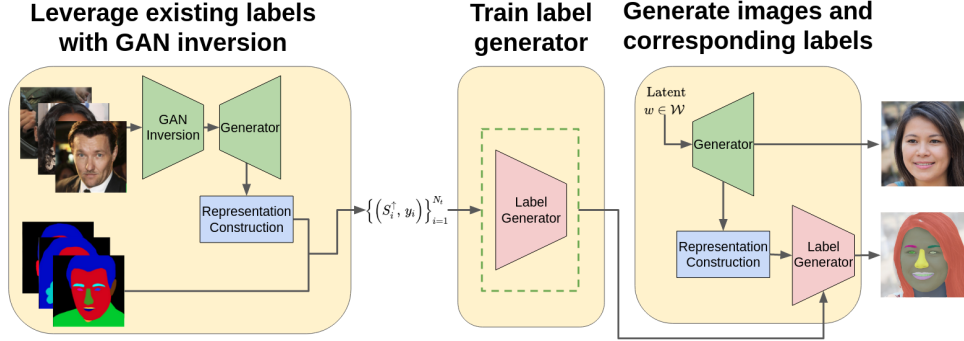 Leverage existing labels
with GAN inversion
Train label
generator
Generate images and
corresponding labels
GAN
Inversion
Generator
Representation
Construction
{(S_i^↑, y_i)}_{i=1}^{N_t}
Label
Generator
Latent
w ∈ W
Generator
Representation
Construction
Label
Generator